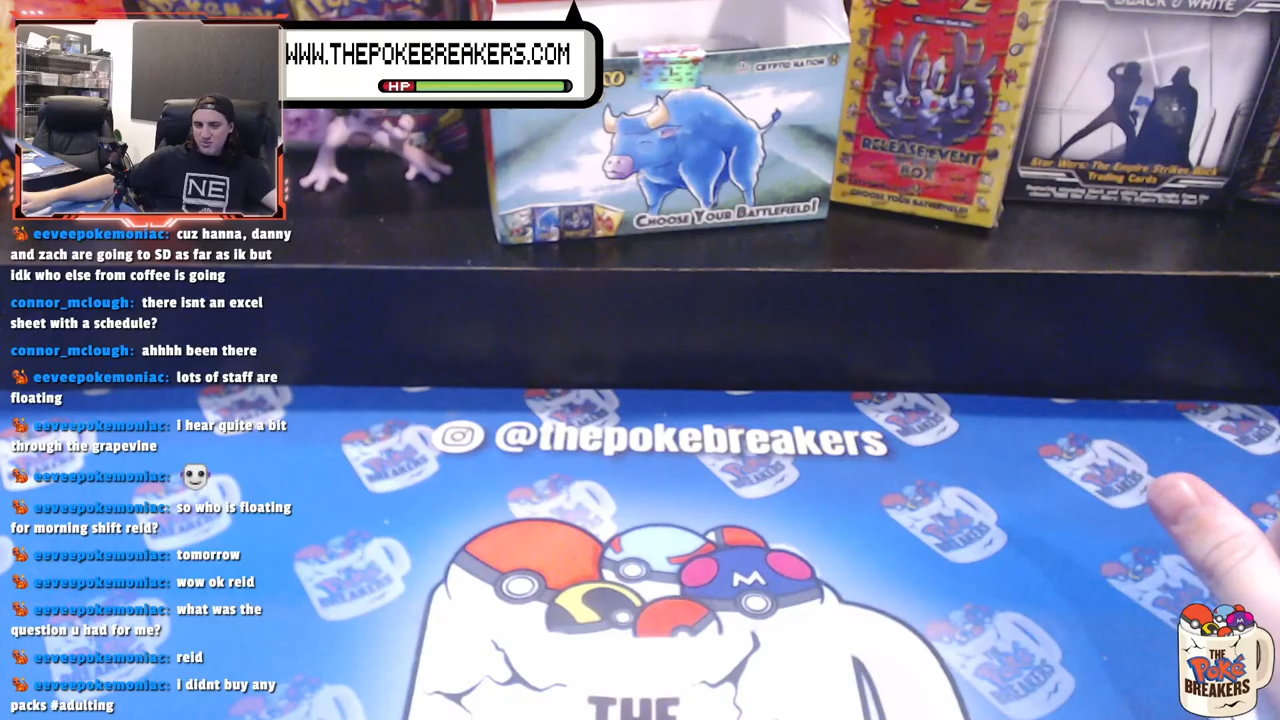 WWW.THEPOKEBREAKERS.COM
HP
NE
CRYPTID NATION
CHOOSE YOUR BATTLEFIELD!
RELEASE EVENT
BOX
CHOOSE YOUR BATTLEFIELD!
BLACK & WHITE
Star Wars: The Empire Strikes Back
Trading Cards
eeveepokemoniac: cuz hanna, danny
and zach are going to SD as far as ik but
idk who else from coffee is going
connor_mclough: there isnt an excel
sheet with a schedule?
connor_mclough: ahhhh been there
eeveepokemoniac: lots of staff are
floating
eeveepokemoniac: i hear quite a bit
through the grapevine
eeveepokemoniac:
eeveepokemoniac: so who is floating
for morning shift reid?
eeveepokemoniac: tomorrow
eeveepokemoniac: wow ok reid
eeveepokemoniac: what was the
question u had for me?
eeveepokemoniac: reid
eeveepokemoniac: i didnt buy any
packs #adulting
@thepokebreakers
M
THE
THE
Poké
BREAKERS